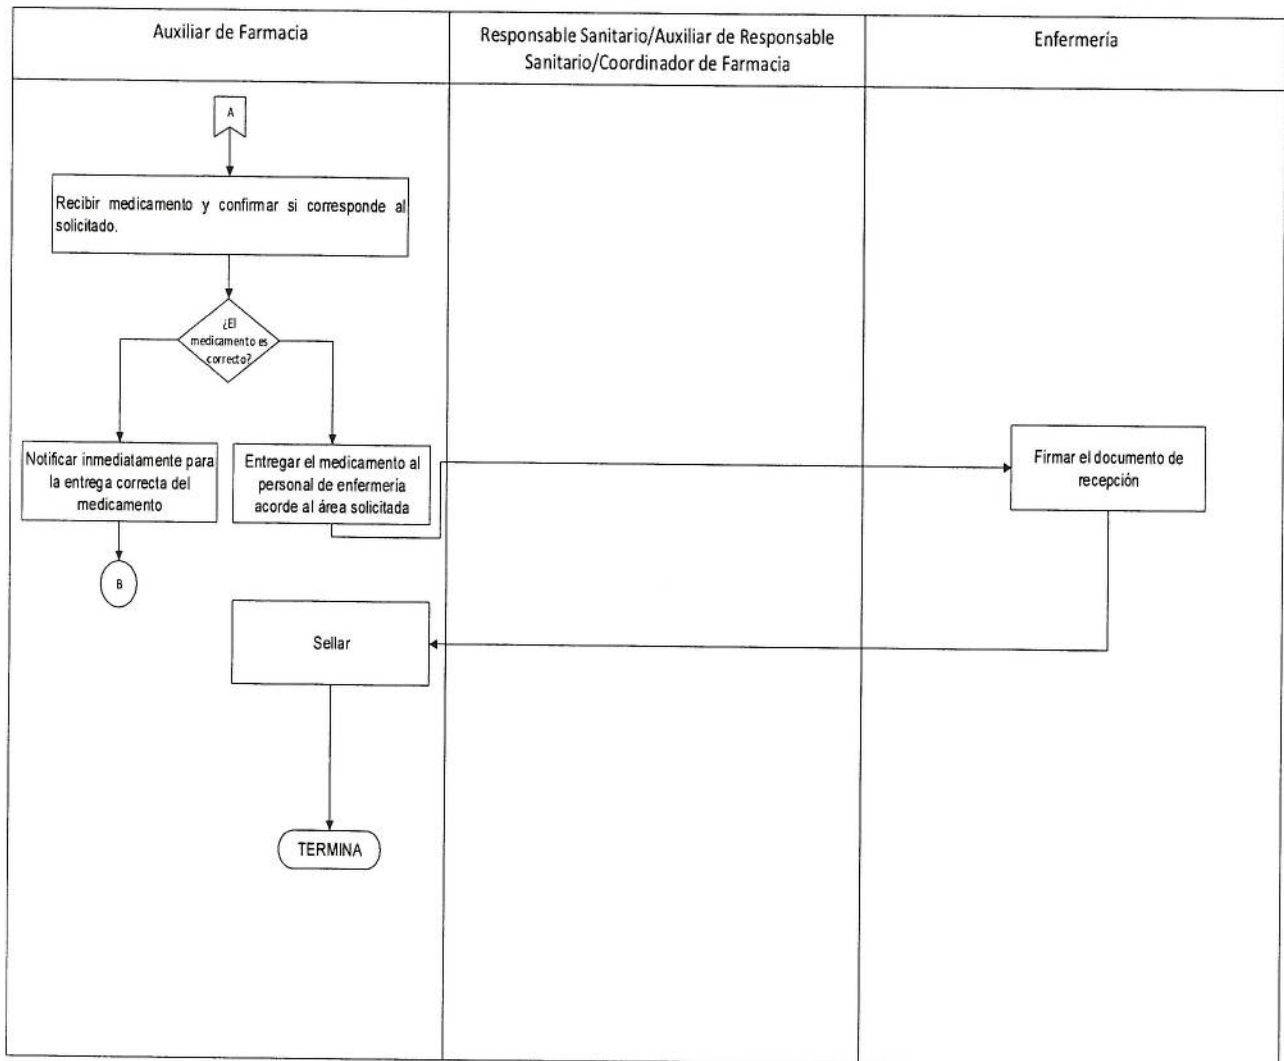 Auxiliar de Farmacia
Responsable Sanitario/Auxiliar de Responsable
Sanitario/Coordinador de Farmacia
Enfermería
A
Recibir medicamento y confirmar si corresponde al
solicitado.
¿El
medicamento es
correcto?
Notificar inmediatamente para
la entrega correcta del
medicamento
Entregar el medicamento al
personal de enfermería
acorde al área solicitada
Firmar el documento de
recepción
B
Sellar
TERMINA